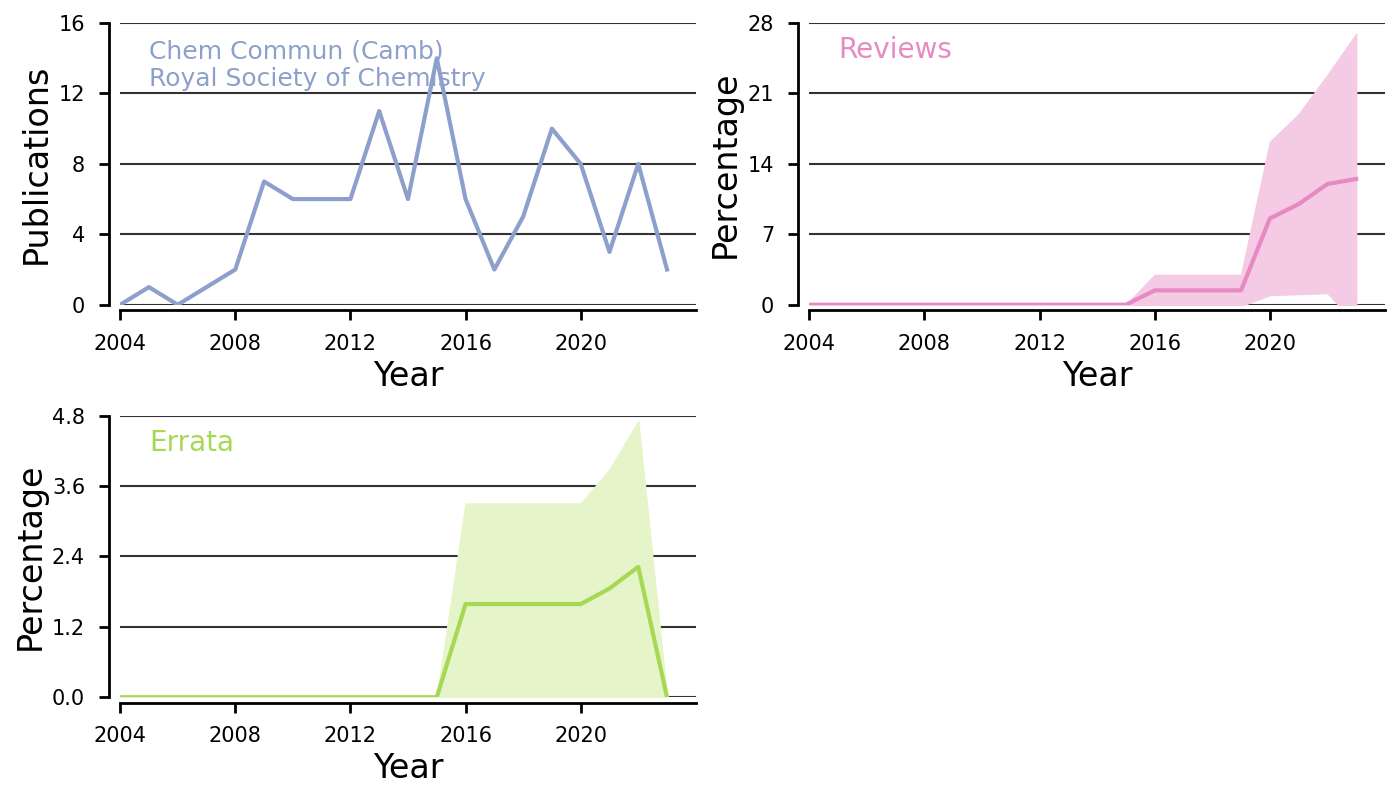 Publications
16
12
8
4
0
Chem Commun (Camb)
Royal Society of Chemistry
2004 2008 2012 2016 2020
Year
Percentage
28
21
14
7
0
Reviews
2004 2008 2012 2016 2020
Year
Percentage
4.8
3.6
2.4
1.2
0.0
Errata
2004 2008 2012 2016 2020
Year